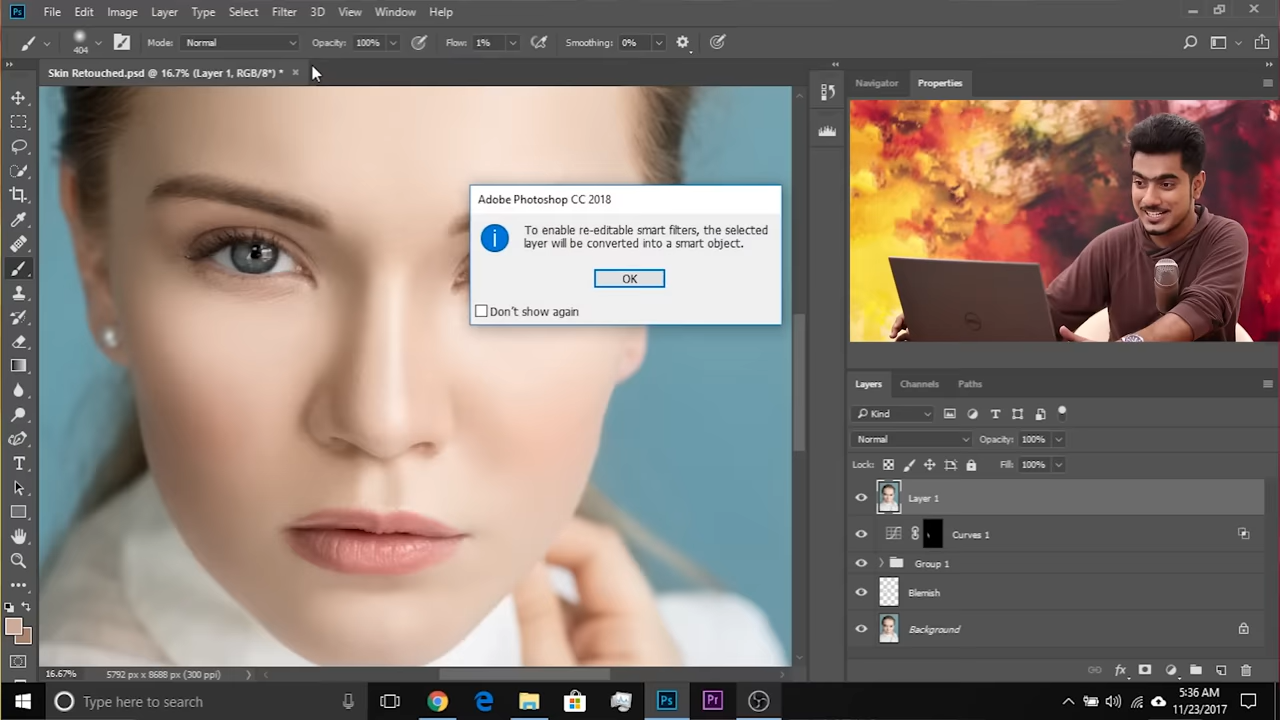 Ps File Edit Image Layer Type Select Filter 3D View Window Help
404 Mode: Normal Opacity: 100% Flow: 1% Smoothing: 0%
Skin Retouched.psd @ 16.7% (Layer 1, RGB/8*) *
Navigator Properties
Adobe Photoshop CC 2018
To enable re-editable smart filters, the selected
layer will be converted into a smart object.
OK
Don't show again
Layers Channels Paths
Kind
Normal Opacity: 100%
Lock: Fill: 100%
Layer 1
Curves 1
Group 1
Blemish
Background
16.67% 5792 px x 8688 px (300 ppi)
Type here to search
Ps Pr
5:36 AM
11/23/2017